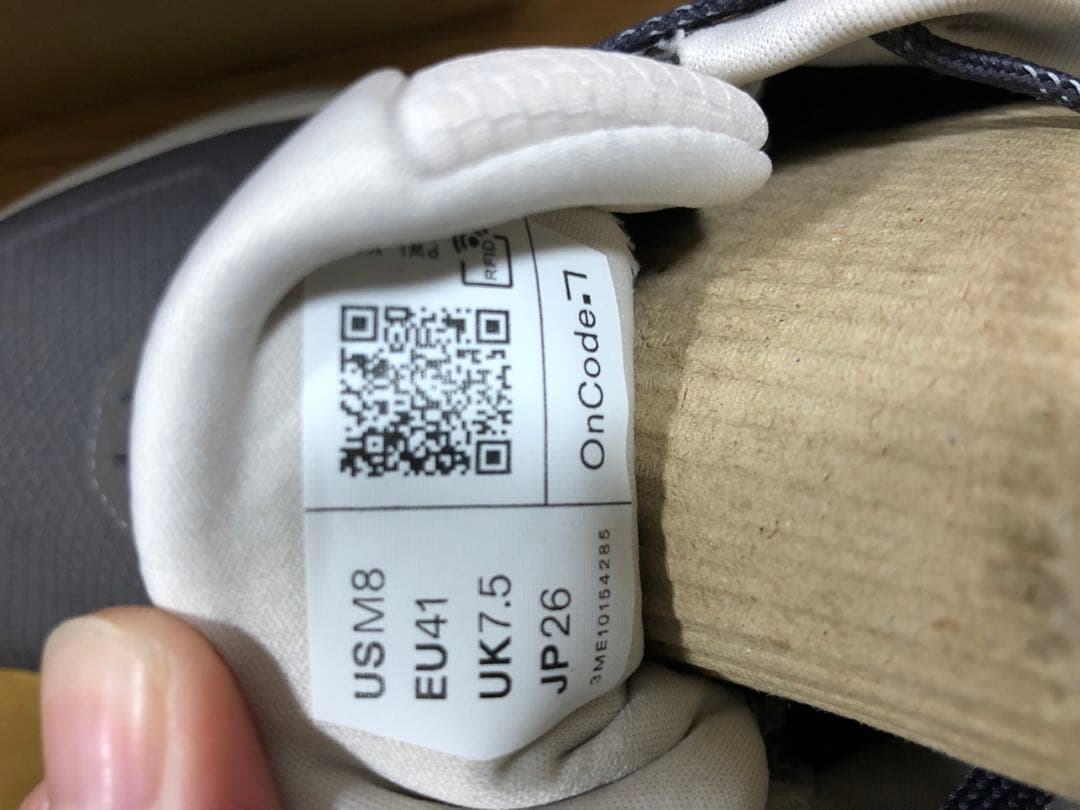 USM8
EU41
UK7.5
JP26
3ME10154285
RFID
OnCode